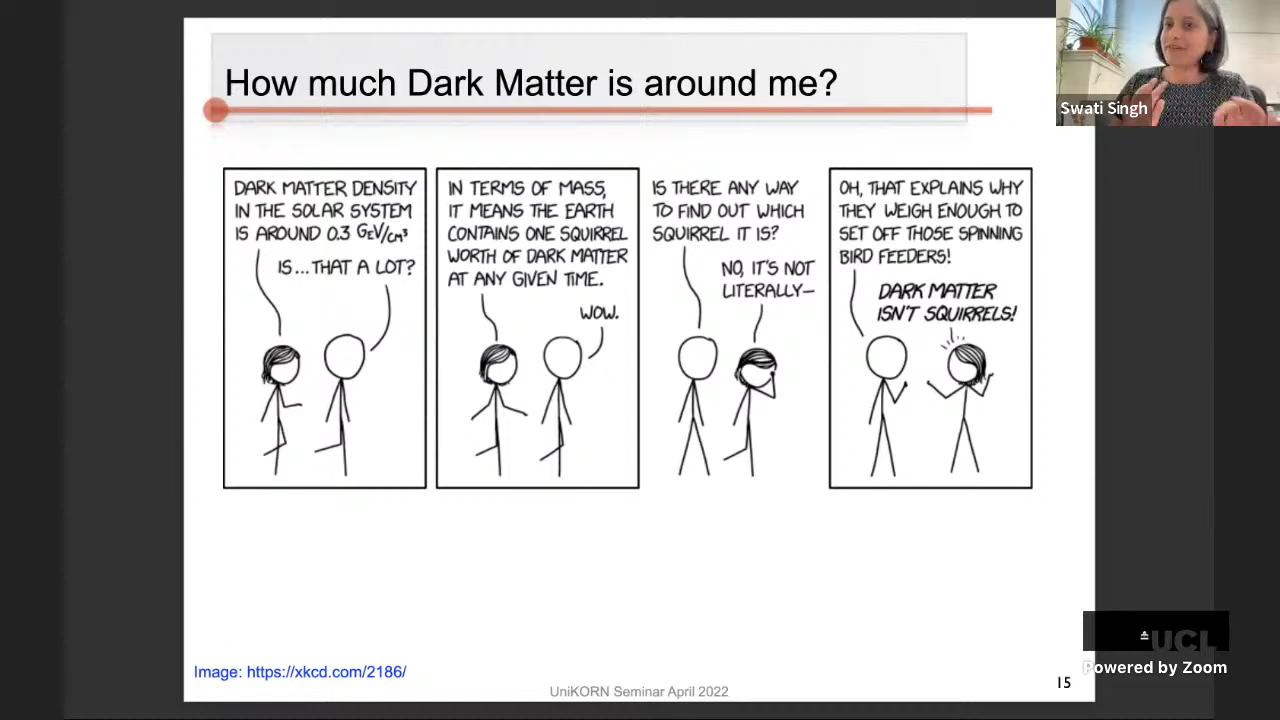 How much Dark Matter is around me?
Swati Singh
DARK MATTER DENSITY
IN THE SOLAR SYSTEM
IS AROUND 0.3 GEV/CM³
IS...THAT A LOT?
IN TERMS OF MASS,
IT MEANS THE EARTH
CONTAINS ONE SQUIRREL
WORTH OF DARK MATTER
AT ANY GIVEN TIME.
WOW.
IS THERE ANY WAY
TO FIND OUT WHICH
SQUIRREL IT IS?
NO, IT'S NOT
LITERALLY—
OH, THAT EXPLAINS WHY
THEY WEIGH ENOUGH TO
SET OFF THOSE SPINNING
BIRD FEEDERS!
DARK MATTER
ISN'T SQUIRRELS!
Image: https://xkcd.com/2186/
UniKORN Seminar April 2022
15
UCL
Powered by Zoom